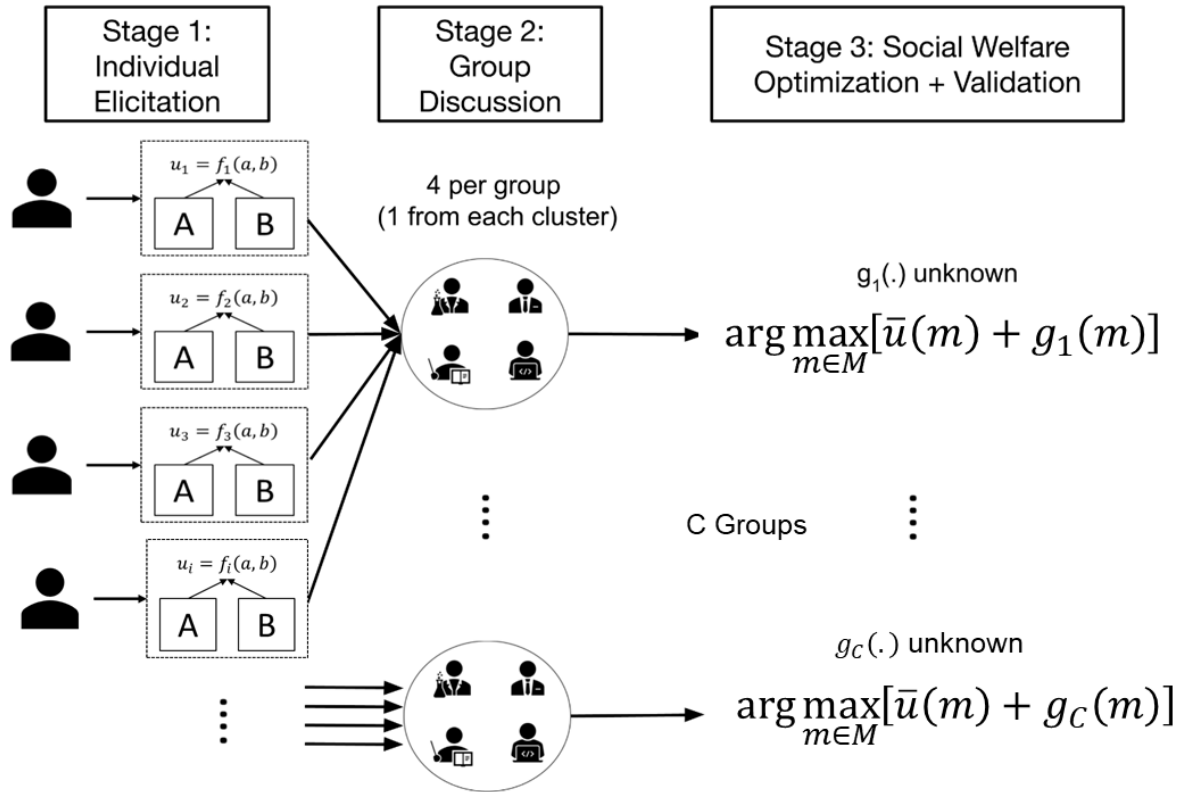 Stage 1:
Individual
Elicitation
Stage 2:
Group
Discussion
Stage 3: Social Welfare
Optimization + Validation
u₁ = f₁(a, b)
A B
u₂ = f₂(a, b)
A B
u₃ = f₃(a, b)
A B
uᵢ = fᵢ(a, b)
A B
4 per group
(1 from each cluster)
g₁(.) unknown
arg max[ū(m) + g₁(m)]
m∈M
C Groups
g_C(.) unknown
arg max[ū(m) + g_C(m)]
m∈M